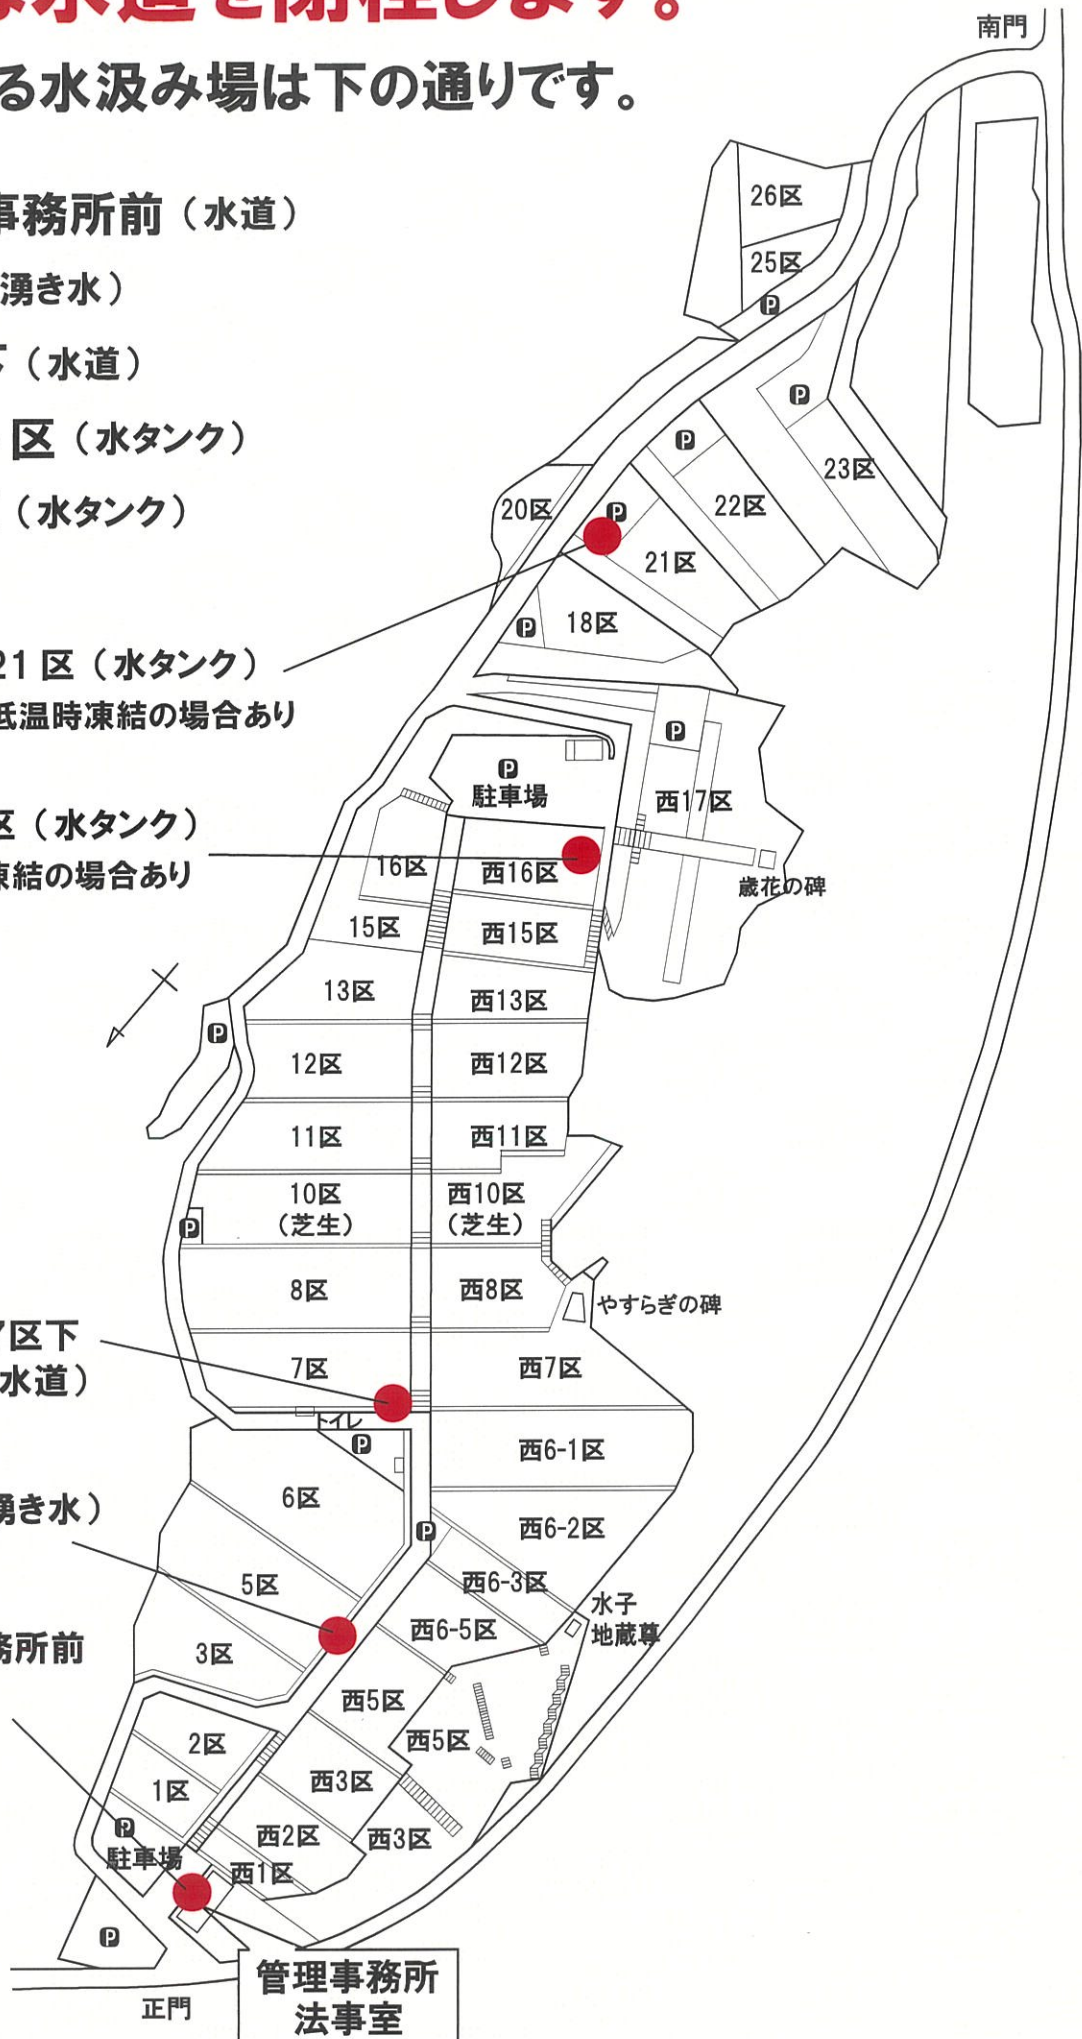 は水道を閉栓します。
る水汲み場は下の通りです。
事務所前（水道）
湧き水）
下（水道）
区（水タンク）
（水タンク）
21区（水タンク）
低温時凍結の場合あり
区（水タンク）
凍結の場合あり
7区下
水道）
湧き水）
務所前
南門
26区
25区
P
P
23区
P
22区
20区
P
21区
18区
P
P
西17区
P
駐車場
16区
西16区
歳花の碑
15区
西15区
13区
西13区
P
12区
西12区
11区
西11区
10区
（芝生）
西10区
（芝生）
P
8区
西8区
やすらぎの碑
7区
西7区
トイレ
P
西6-1区
6区
P
西6-2区
5区
西6-3区
水子
地蔵尊
西6-5区
3区
西5区
西5区
2区
西3区
1区
P
駐車場
西2区
西3区
西1区
P
管理事務所
法事室
正門